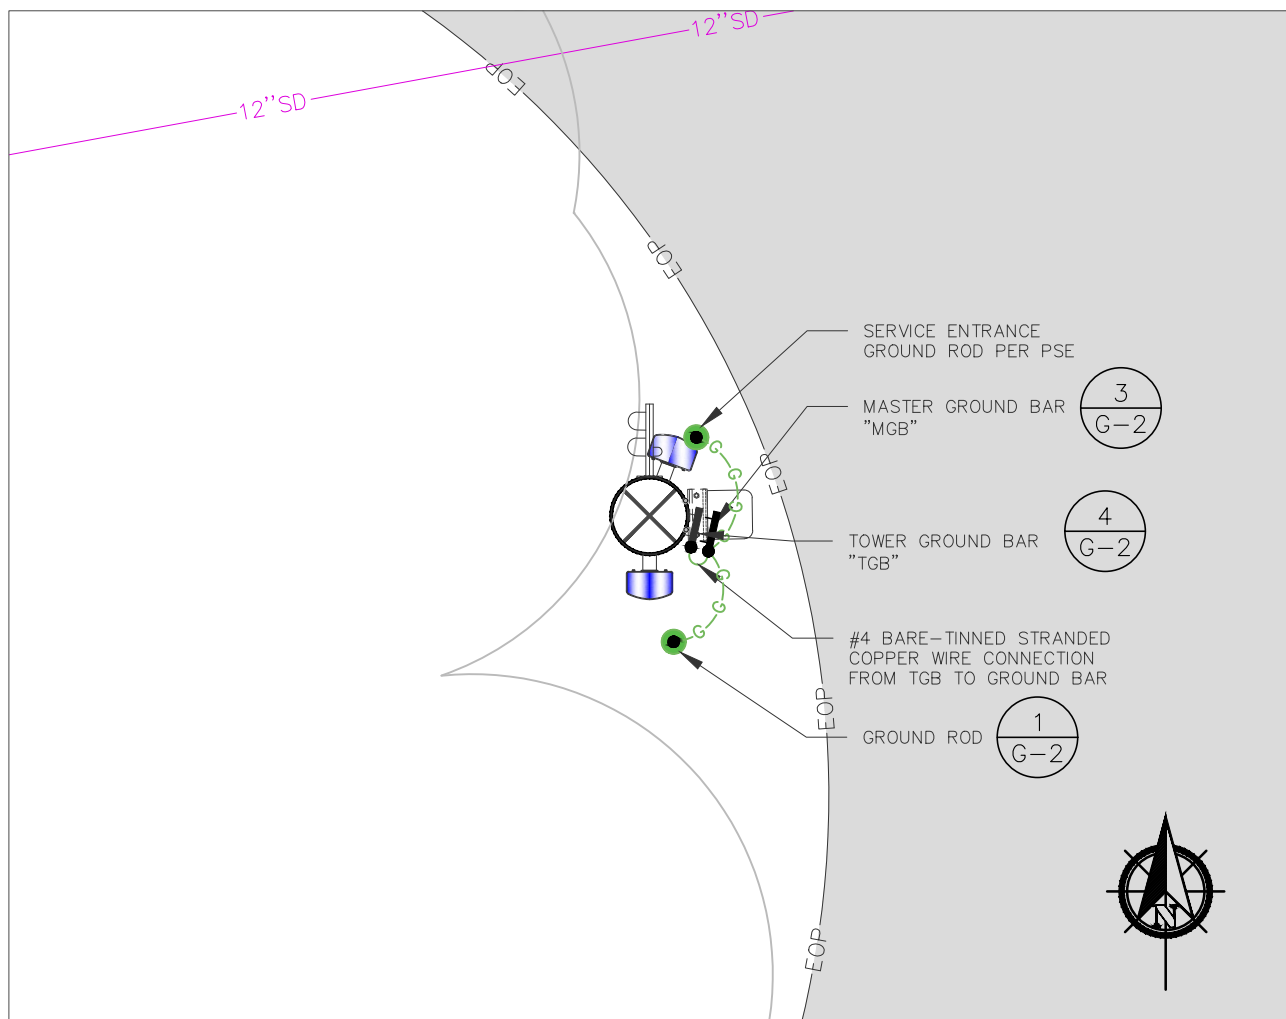 12''SD
12''SD
EOP
EOP
SERVICE ENTRANCE
GROUND ROD PER PSE
MASTER GROUND BAR
"MGB"
3
G-2
G
G
G
EOP
TOWER GROUND BAR
"TGB"
4
G-2
G
G
G
G
#4 BARE-TINNED STRANDED
COPPER WIRE CONNECTION
FROM TGB TO GROUND BAR
EOP
GROUND ROD
1
G-2
N
EOP